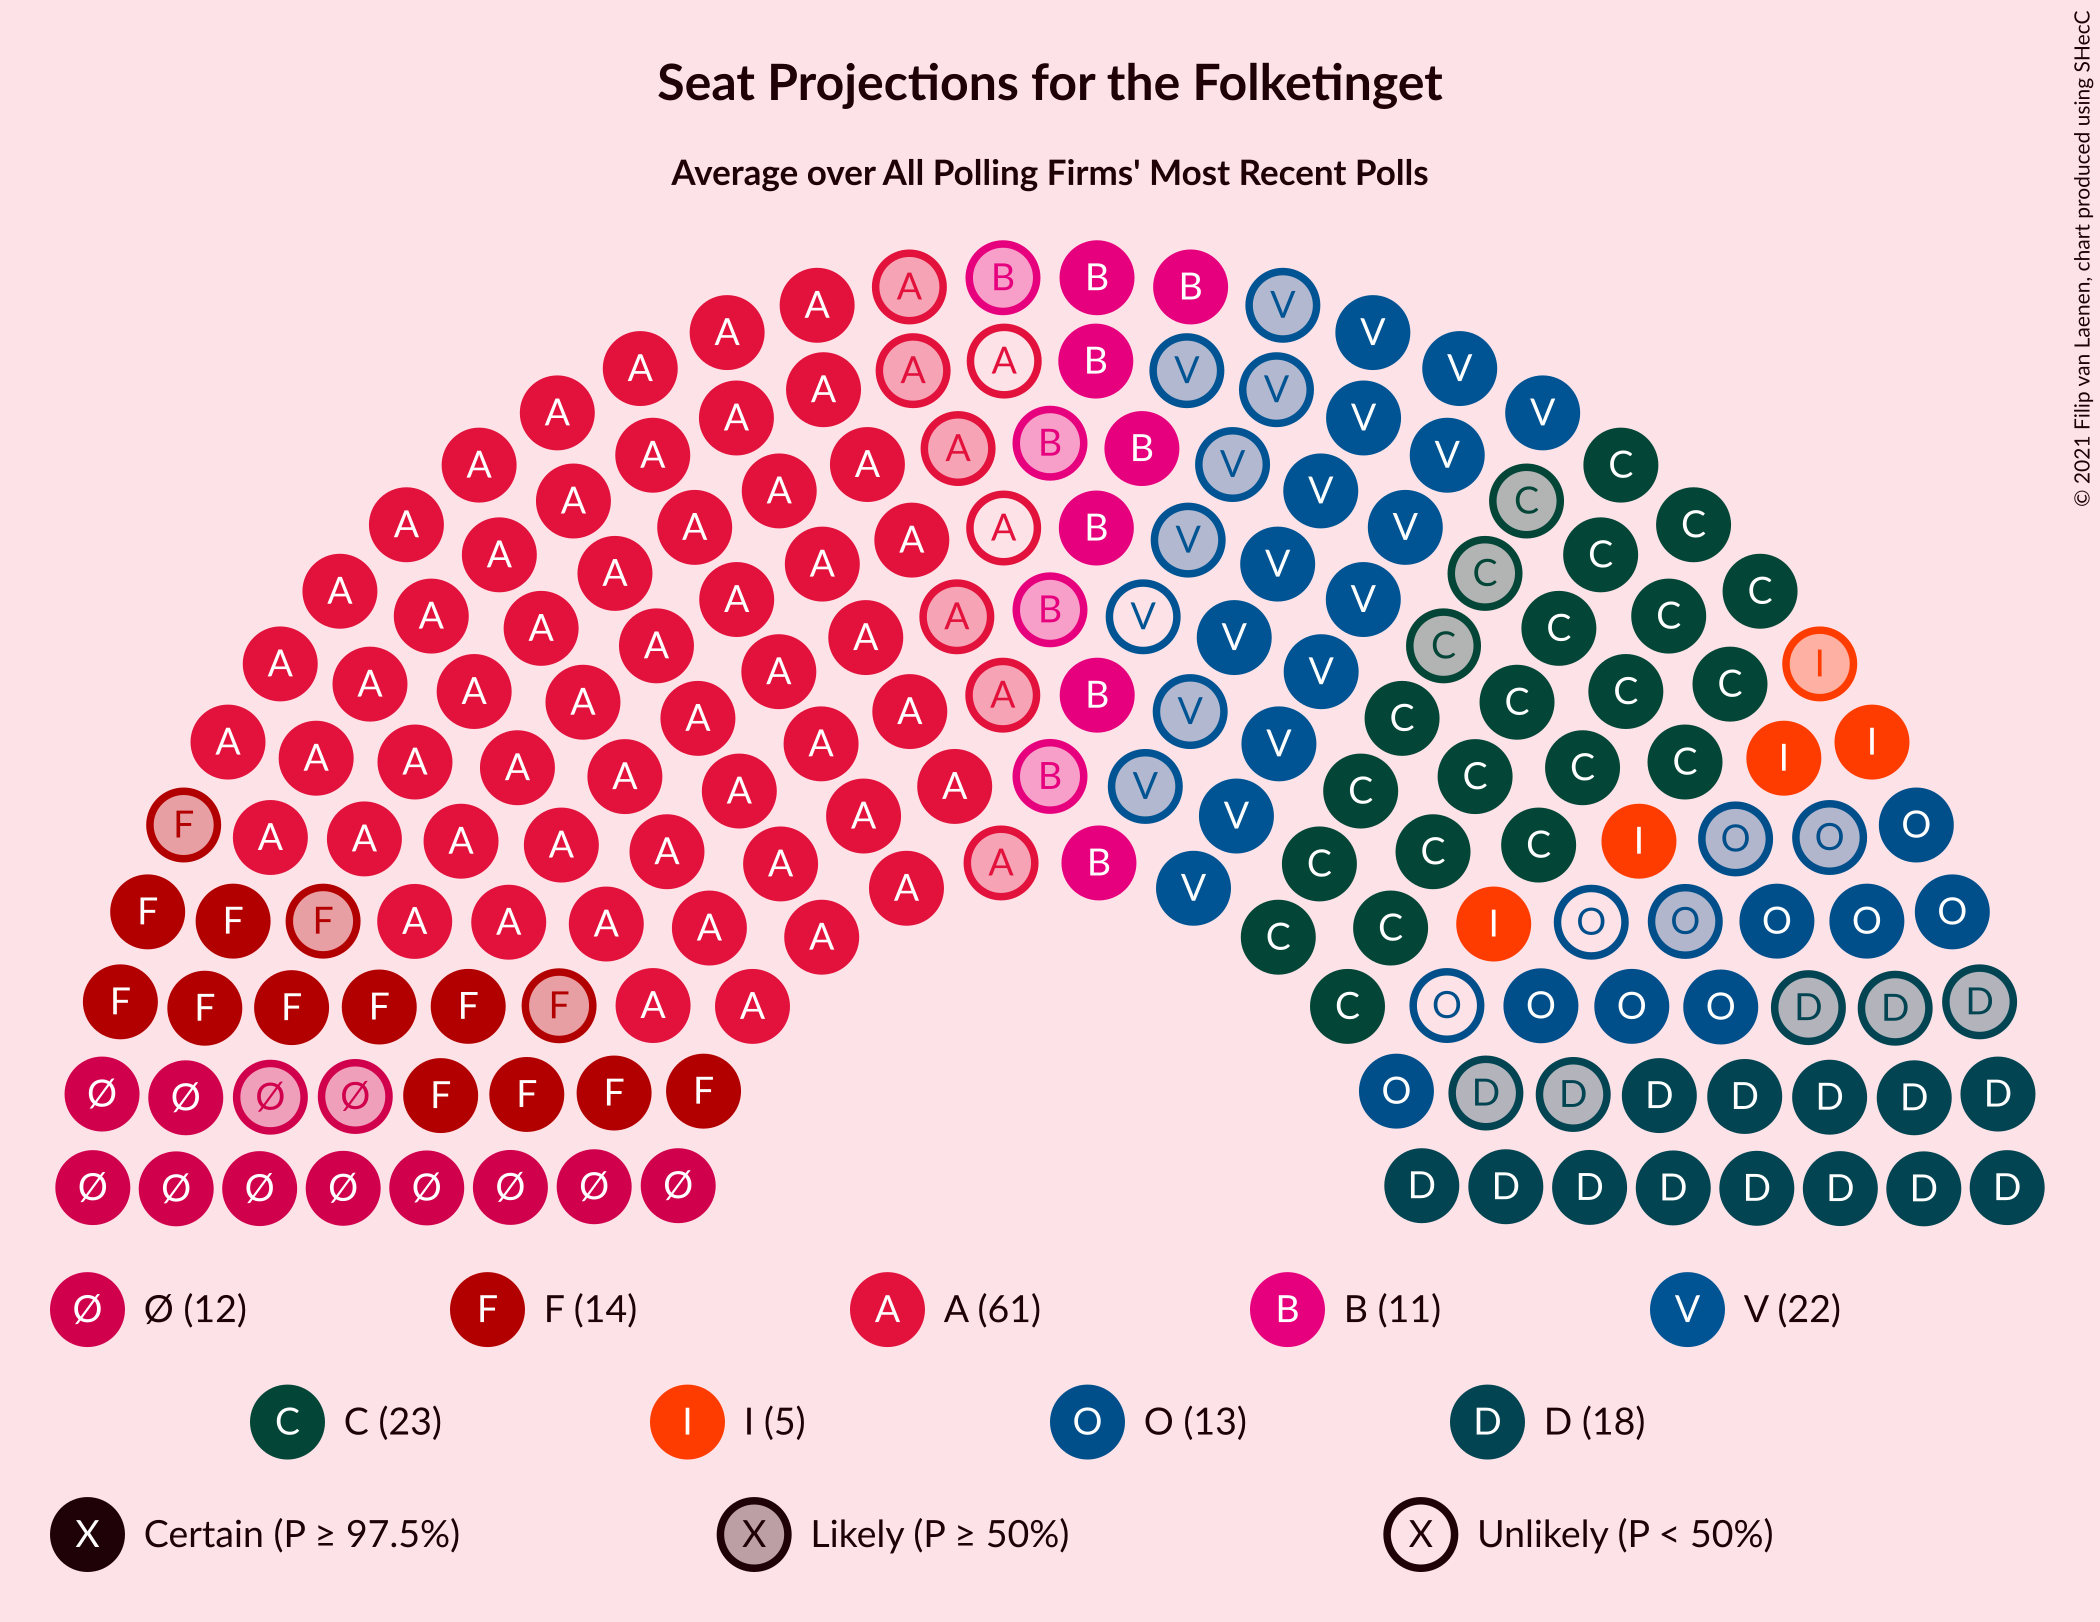 Seat Projections for the Folketinget
Average over All Polling Firms' Most Recent Polls
© 2021 Filip van Laenen, chart produced using SHecC
A A B B B V
A V
A A A B V V V
A A V
A A A B B V V V
A A V C
A A A A B V V C C
A A A V V
A A A A B V V C C
A A A V C
A A A A B V V C C
A A A V C I
A A A A B V C C
A A A V C
A A A A A V C C C I I
A A A B V C C
F A A A A A V C C I O O O
A A A B C C
F F F A A A A A V C C I O O O O O
F F F F F F A A C O O O O D D D
Ø Ø Ø Ø F F F F O D D D D D D D
Ø Ø Ø Ø Ø Ø Ø Ø D D D D D D D D
Ø Ø (12) F F (14) A A (61) B B (11) V V (22)
C C (23) I I (5) O O (13) D D (18)
X Certain (P ≥ 97.5%) X Likely (P ≥ 50%) X Unlikely (P < 50%)